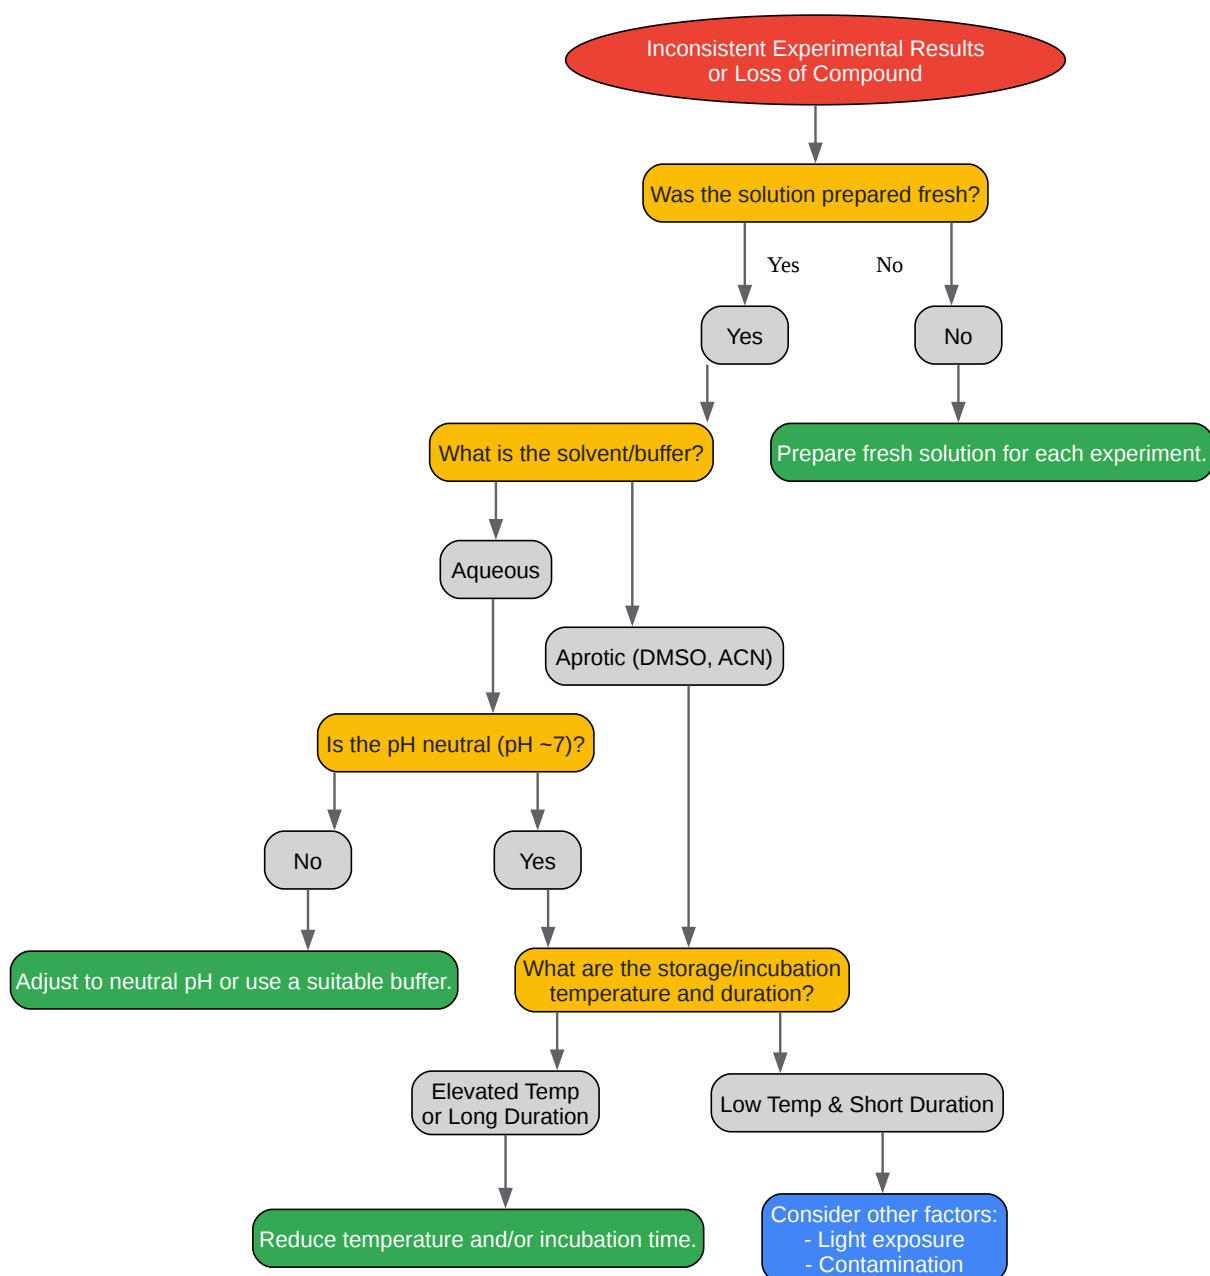 Inconsistent Experimental Results
or Loss of Compound
Was the solution prepared fresh?
Yes
No
Yes
No
What is the solvent/buffer?
Prepare fresh solution for each experiment.
Aqueous
Aprotic (DMSO, ACN)
Is the pH neutral (pH ~7)?
No
Yes
Adjust to neutral pH or use a suitable buffer.
What are the storage/incubation
temperature and duration?
Elevated Temp
or Long Duration
Low Temp & Short Duration
Reduce temperature and/or incubation time.
Consider other factors:
- Light exposure
- Contamination